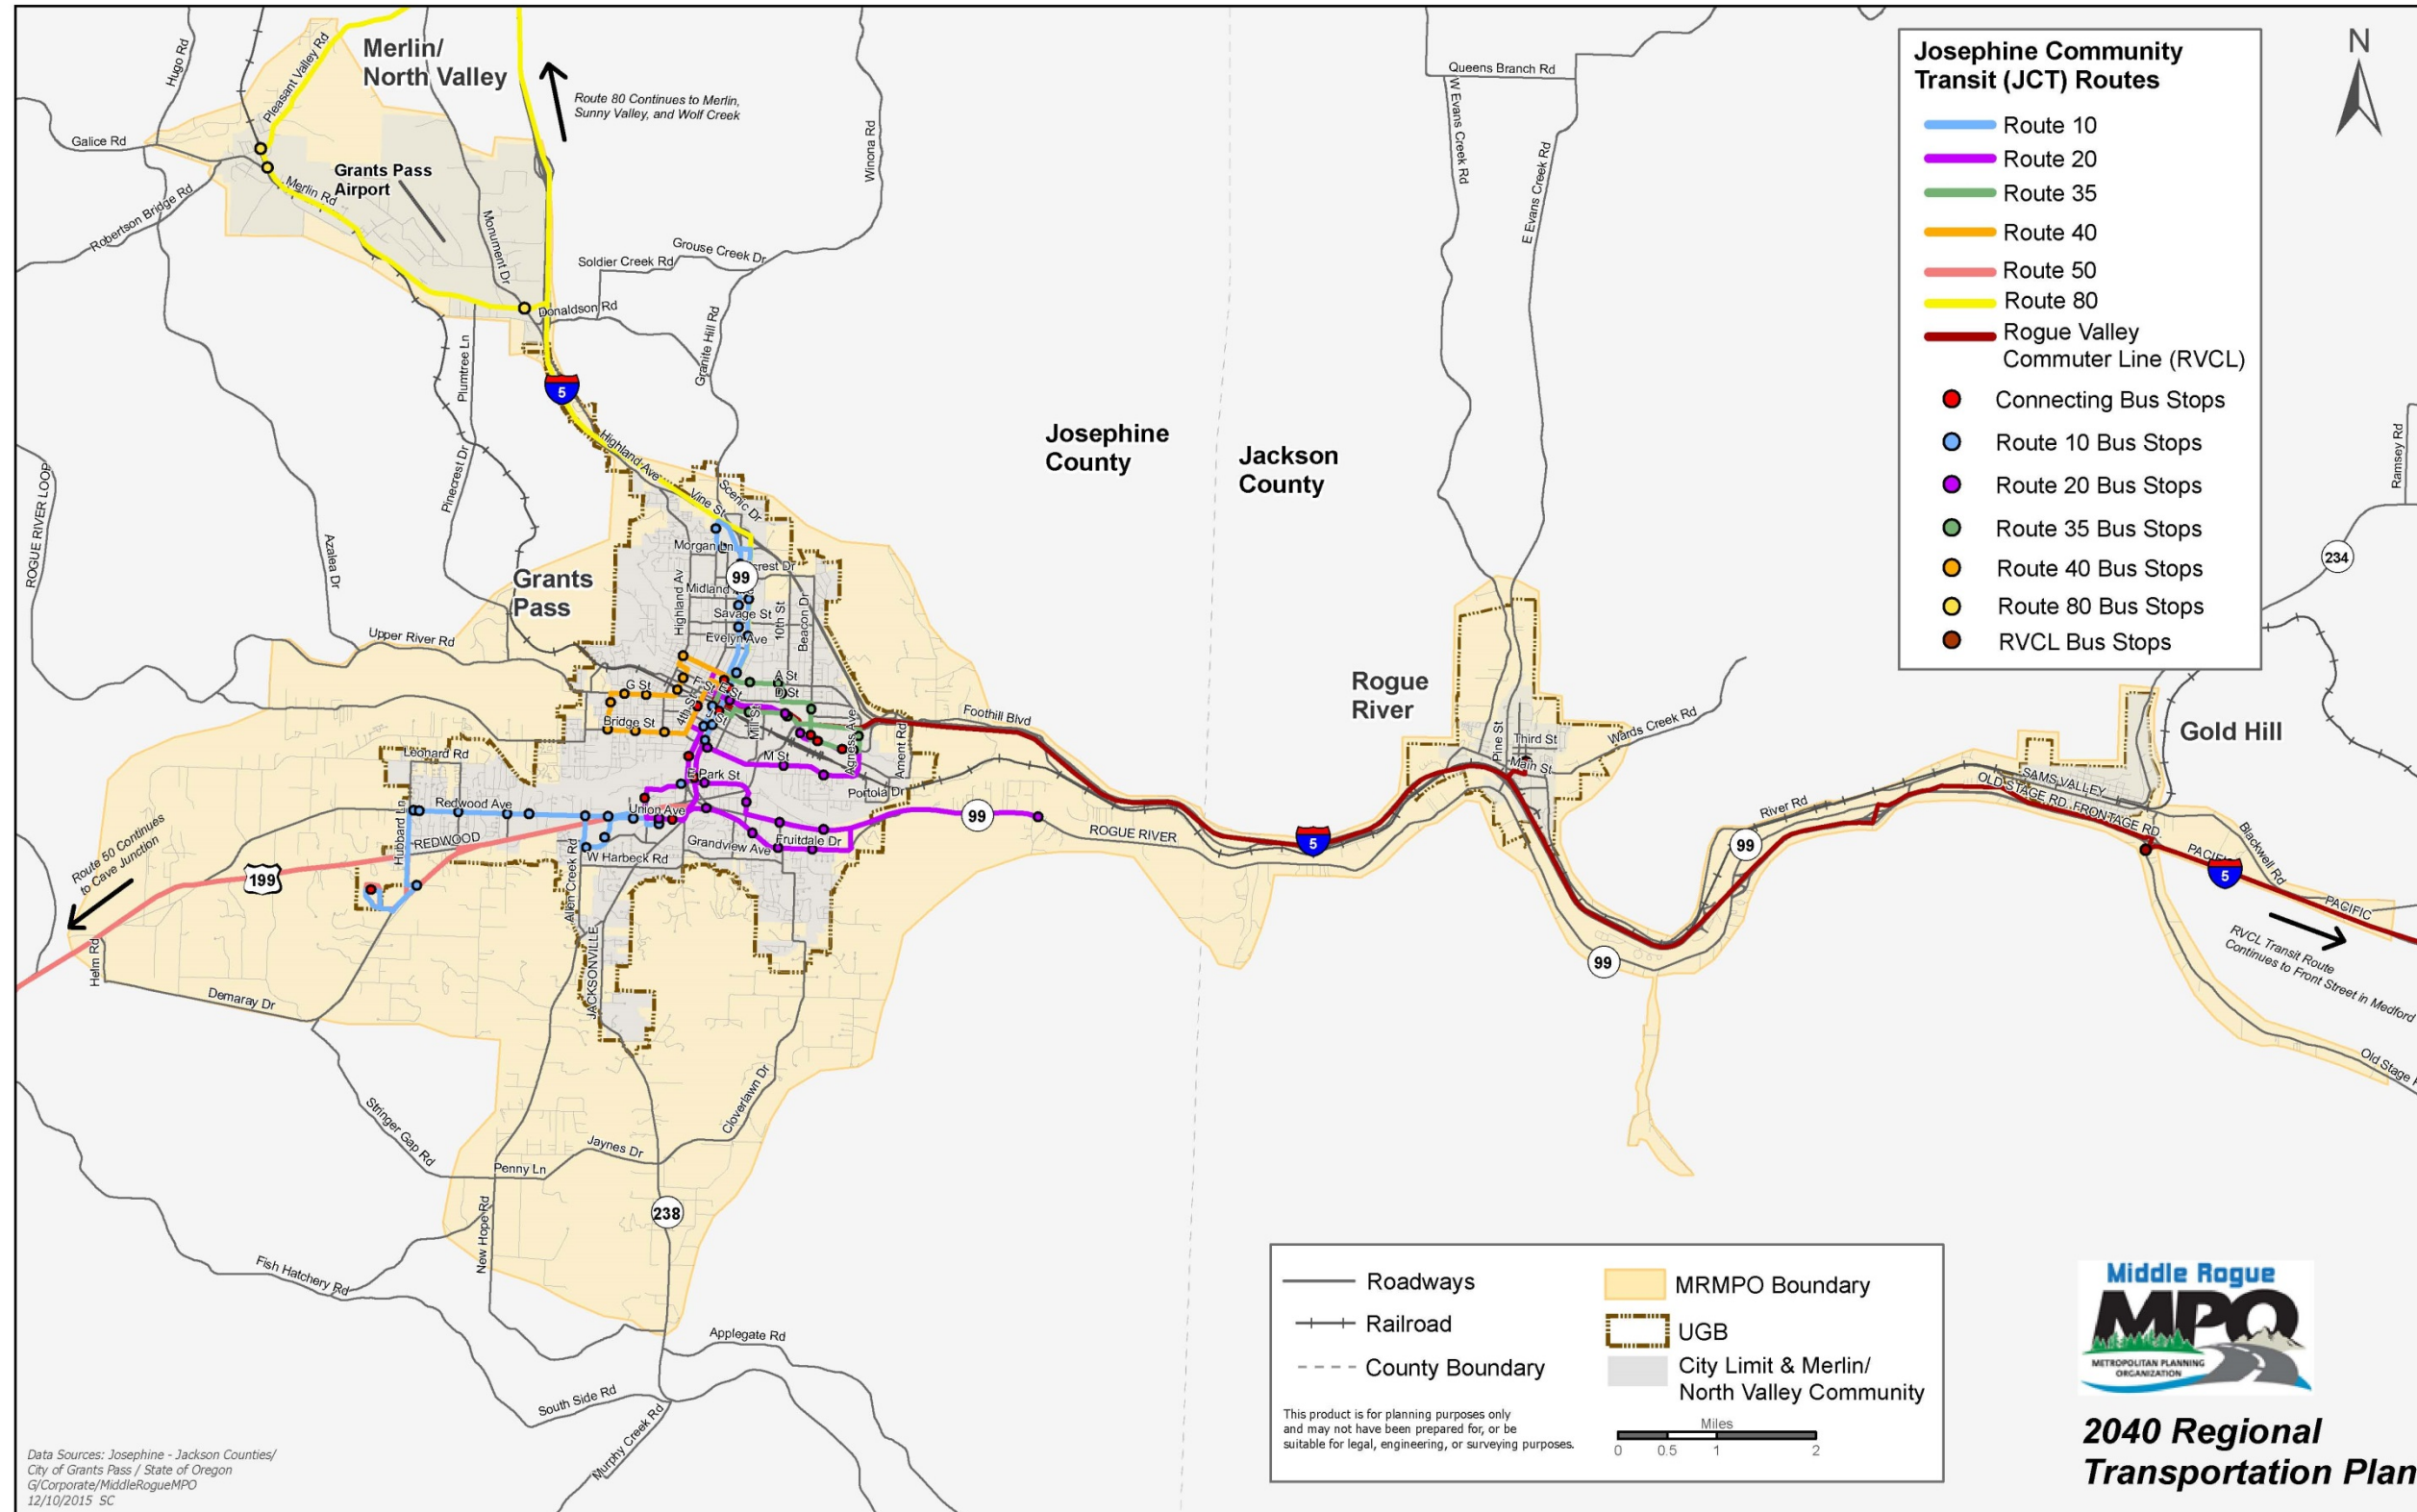 Merlin/
North Valley
Hugo Rd
Pleasant Valley Rd
Galice Rd
Robertson Bridge Rd
Merlin Rd
Grants Pass
Airport
Monument Dr
Route 80 Continues to Merlin,
Sunny Valley, and Wolf Creek
Winona Rd
Grouse Creek Dr
Soldier Creek Rd
Donaldson Rd
Granite Hill Rd
Plumtree Ln
Pinecrest Dr
5
Highland Ave
Vine St
Scenic Dr
ROGUE RIVER LOOP
Azalea Dr
Upper River Rd
Grants
Pass
Morgan Ln
crest Dr
99
Midland
Highland Av
Savage St
10th St
Beacon Dr
Evelyn Ave
A St
D St
E St
F St
G St
J St
4th St
Mill St
Bridge St
M St
Agness Ave
Ament Rd
Foothill Blvd
Portola Dr
E Park St
Leonard Rd
Redwood Ave
Union Ave
REDWOOD
Hubbard Ln
W Harbeck Rd
Grandview Ave
Fruitdale Dr
Allen Creek Rd
JACKSONVILLE
99
ROGUE RIVER
Route 50 Continues
to Cave Junction
199
Helm Rd
Demaray Dr
Stringer Gap Rd
Penny Ln
Jaynes Dr
Cloverlawn Dr
New Hope Rd
238
Fish Hatchery Rd
Applegate Rd
South Side Rd
Murphy Creek Rd
Josephine
County
Jackson
County
Queens Branch Rd
W Evans Creek Rd
E Evans Creek Rd
Rogue
River
Pine St
Third St
Main St
Wards Creek Rd
5
99
99
River Rd
Gold Hill
SAMS VALLEY
OLD STAGE RD. FRONTAGE RD.
Blackwell Rd
5
PACIFIC
RVCL Transit Route
Continues to Front Street in Medford
Ramsey Rd
234
N
Josephine Community
Transit (JCT) Routes
Route 10
Route 20
Route 35
Route 40
Route 50
Route 80
Rogue Valley
Commuter Line (RVCL)
Connecting Bus Stops
Route 10 Bus Stops
Route 20 Bus Stops
Route 35 Bus Stops
Route 40 Bus Stops
Route 80 Bus Stops
RVCL Bus Stops
Roadways
Railroad
County Boundary
MRMPO Boundary
UGB
City Limit & Merlin/
North Valley Community
This product is for planning purposes only
and may not have been prepared for, or be
suitable for legal, engineering, or surveying purposes.
Miles
0 0.5 1 2
Middle Rogue
MPO
METROPOLITAN PLANNING
ORGANIZATION
2040 Regional
Transportation Plan
Data Sources: Josephine - Jackson Counties/
City of Grants Pass / State of Oregon
G/Corporate/MiddleRogueMPO
12/10/2015 SC
Old Stage